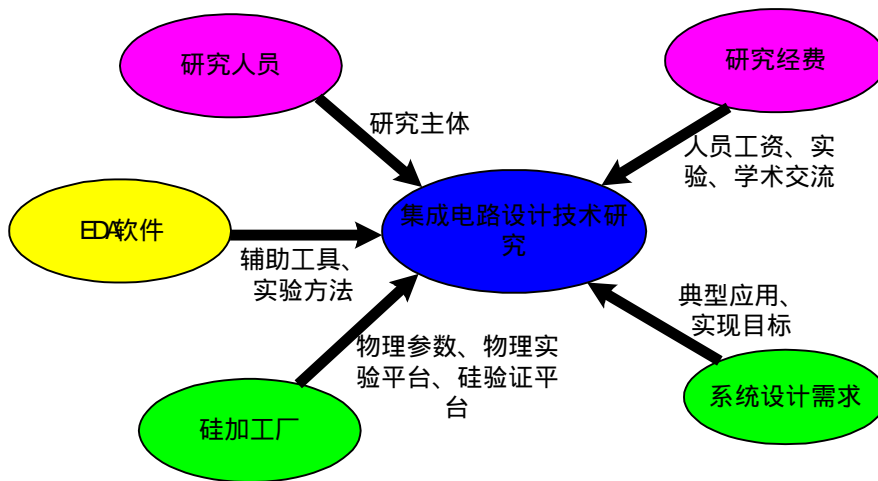 研究人员
研究经费
研究主体
人员工资、实
验、学术交流
EDA软件
集成电路设计技术研
究
辅助工具、
实验方法
典型应用、
实现目标
物理参数、物理实
验平台、硅验证平
台
系统设计需求
硅加工厂